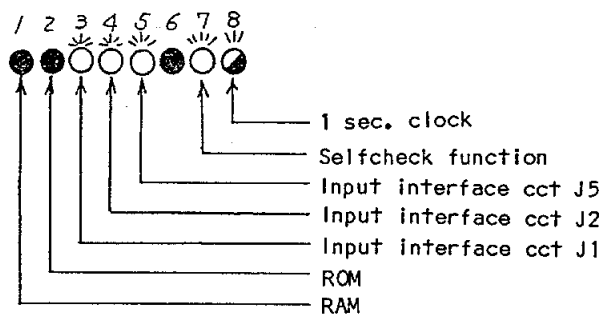 1 2 3 4 5 6 7 8
1 sec. clock
Selfcheck function
Input interface cct J5
Input interface cct J2
Input interface cct J1
ROM
RAM